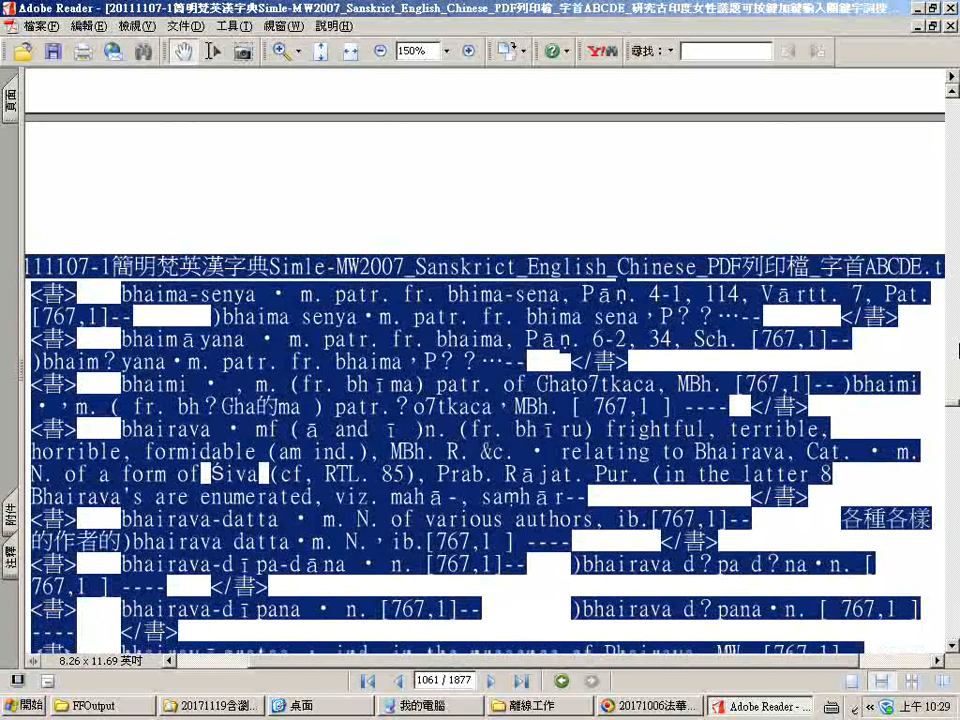 Adobe Reader - [20111107-1簡明梵英漢字典Simle-MW2007_Sanskrict_English_Chinese_PDF列印檔_字首ABCDE_研究古印度女性議題可按鍵加鍵輸入關鍵字詞搜...
檔案(F) 編輯(E) 檢視(V) 文件(D) 工具(T) 視窗(W) 說明(H)
150% 尋找:
頁面
111107-1簡明梵英漢字典Simle-MW2007_Sanskrict_English_Chinese_PDF列印檔_字首ABCDE.t
<書> bhaima-senya • m. patr. fr. bhima-sena, Pāṇ. 4-1, 114, Vārtt. 7, Pat.
[767,1]-- )bhaima senya•m. patr. fr. bhima sena，P？？…-- </書>
<書> bhaimāyana • m. patr. fr. bhaima, Pāṇ. 6-2, 34, Sch. [767,1]--
)bhaim？yana•m. patr. fr. bhaima，P？？…-- </書>
<書> bhaimi • , m. (fr. bhīma) patr. of Ghato7tkaca, MBh. [767,1]-- )bhaimi
•，m. ( fr. bh？Gha的ma ) patr.？o7tkaca，MBh. [ 767,1 ] ---- </書>
<書> bhairava • mf (ā and ī )n. (fr. bhīru) frightful, terrible,
horrible, formidable (am ind.), MBh. R. &c. • relating to Bhairava, Cat. • m.
N. of a form of Śiva (cf, RTL. 85), Prab. Rājat. Pur. (in the latter 8
Bhairava's are enumerated, viz. mahā-, saṃhār-- </書>
<書> bhairava-datta • m. N. of various authors, ib.[767,1]-- 各種各樣
的作者的)bhairava datta•m. N.，ib.[767,1 ] ---- </書>
<書> bhairava-dīpa-dāna • n. [767,1]-- )bhairava d？pa d？na•n. [
767,1 ] ---- </書>
<書> bhairava-dīpana • n. [767,1]-- )bhairava d？pana•n. [ 767,1 ]
---- </書>
附件
注釋
8.26 x 11.69 英吋
1061 / 1877
開始 FFOutput 20171119含瀏... 桌面 我的電腦 離線工作 20171006法華... Adobe Reader - ... 上午 10:29